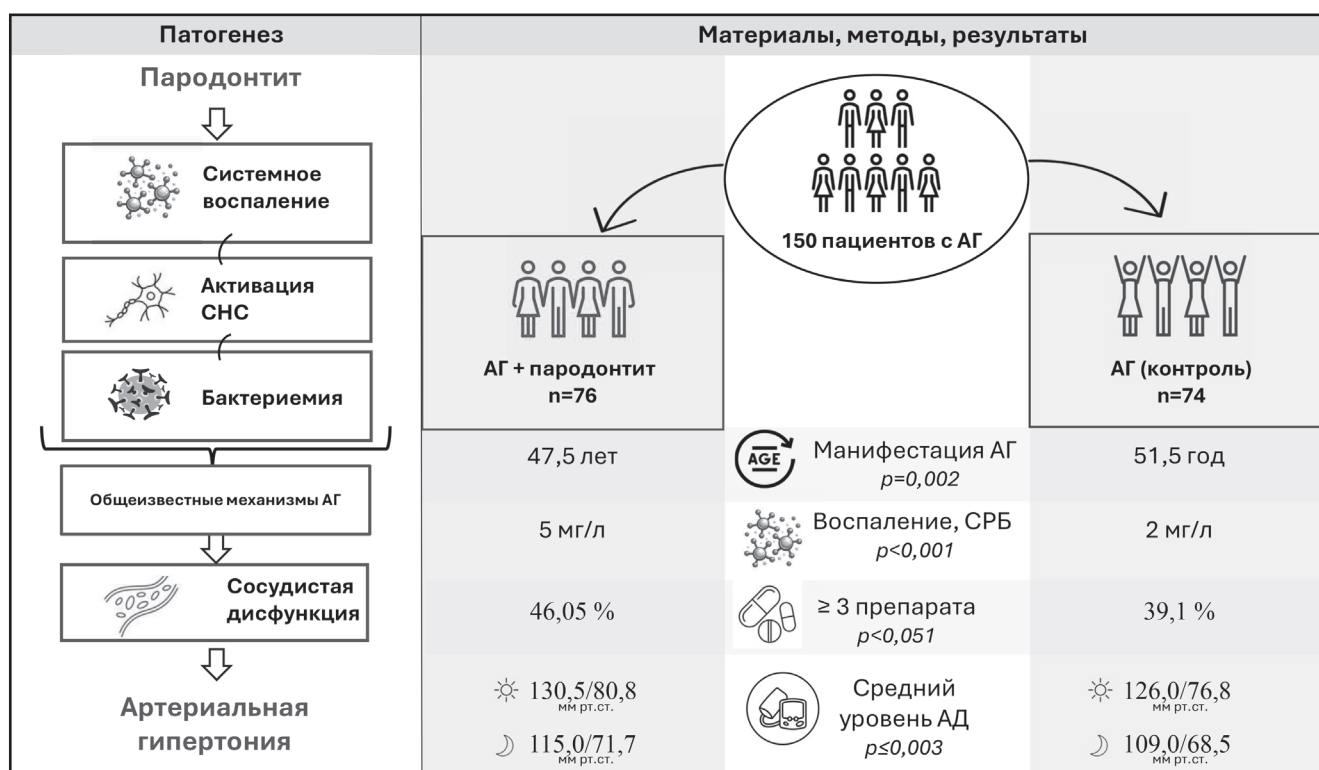 Патогенез
Пародонтит
Системное
воспаление
Активация
СНС
Бактериемия
Общеизвестные механизмы АГ
Сосудистая
дисфункция
Артериальная
гипертония
Материалы, методы, результаты
150 пациентов с АГ
АГ + пародонтит
n=76
АГ (контроль)
n=74
47,5 лет
AGE
Манифестация АГ
p=0,002
51,5 год
5 мг/л
Воспаление, СРБ
p<0,001
2 мг/л
46,05 %
≥ 3 препарата
p<0,051
39,1 %
130,5/80,8
мм рт.ст.
115,0/71,7
мм рт.ст.
Средний
уровень АД
p≤0,003
126,0/76,8
мм рт.ст.
109,0/68,5
мм рт.ст.